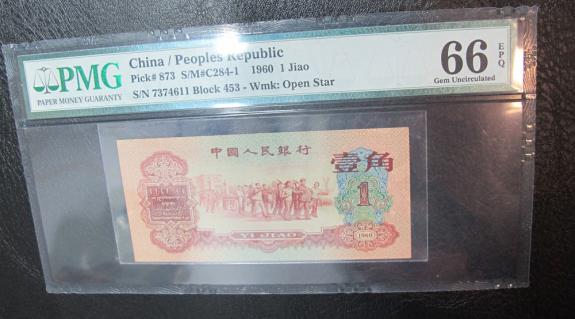 PMG
PAPER MONEY GUARANTY
China / Peoples Republic
Pick# 873 S/M#C284-1 1960 1 Jiao
S/N 7374611 Block 453 - Wmk: Open Star
66 EPQ
Gem Uncirculated
中國人民銀行
壹角
1
YI JIAO
1960